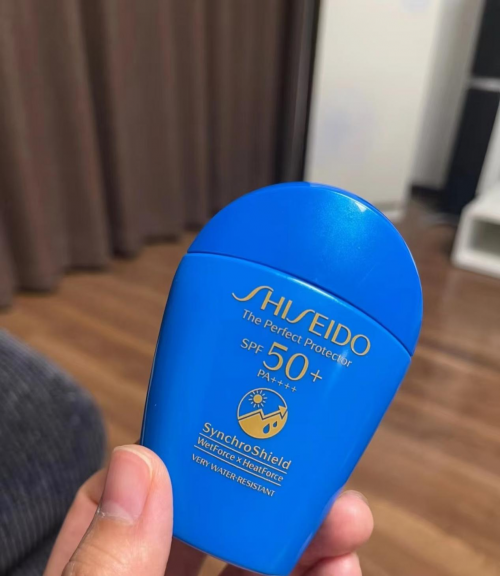 SHISEIDO
The Perfect Protector
SPF 50+
PA++++
SynchroShield
WetForce x HeatForce
VERY WATER-RESISTANT